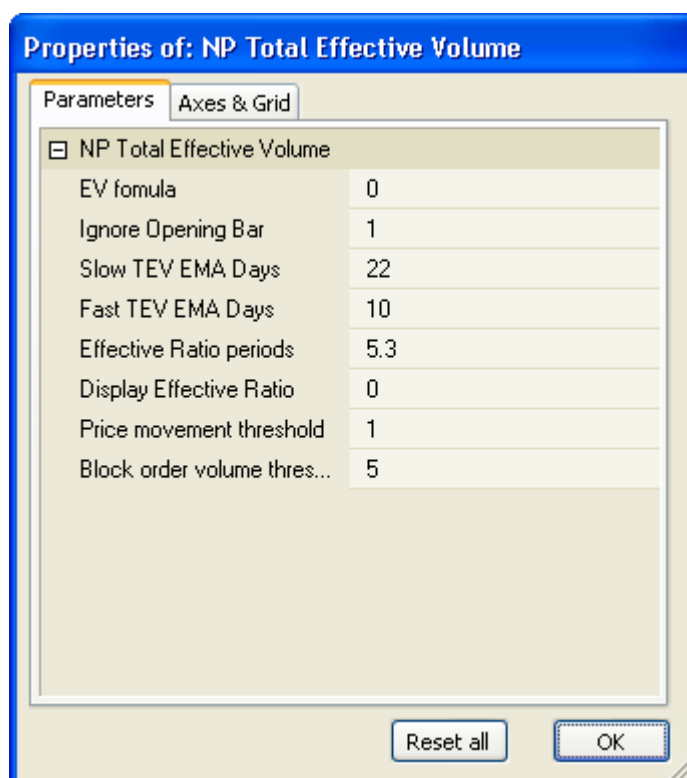 Properties of: NP Total Effective Volume
Parameters Axes & Grid
NP Total Effective Volume
EV fomula 0
Ignore Opening Bar 1
Slow TEV EMA Days 22
Fast TEV EMA Days 10
Effective Ratio periods 5.3
Display Effective Ratio 0
Price movement threshold 1
Block order volume thres... 5
Reset all OK